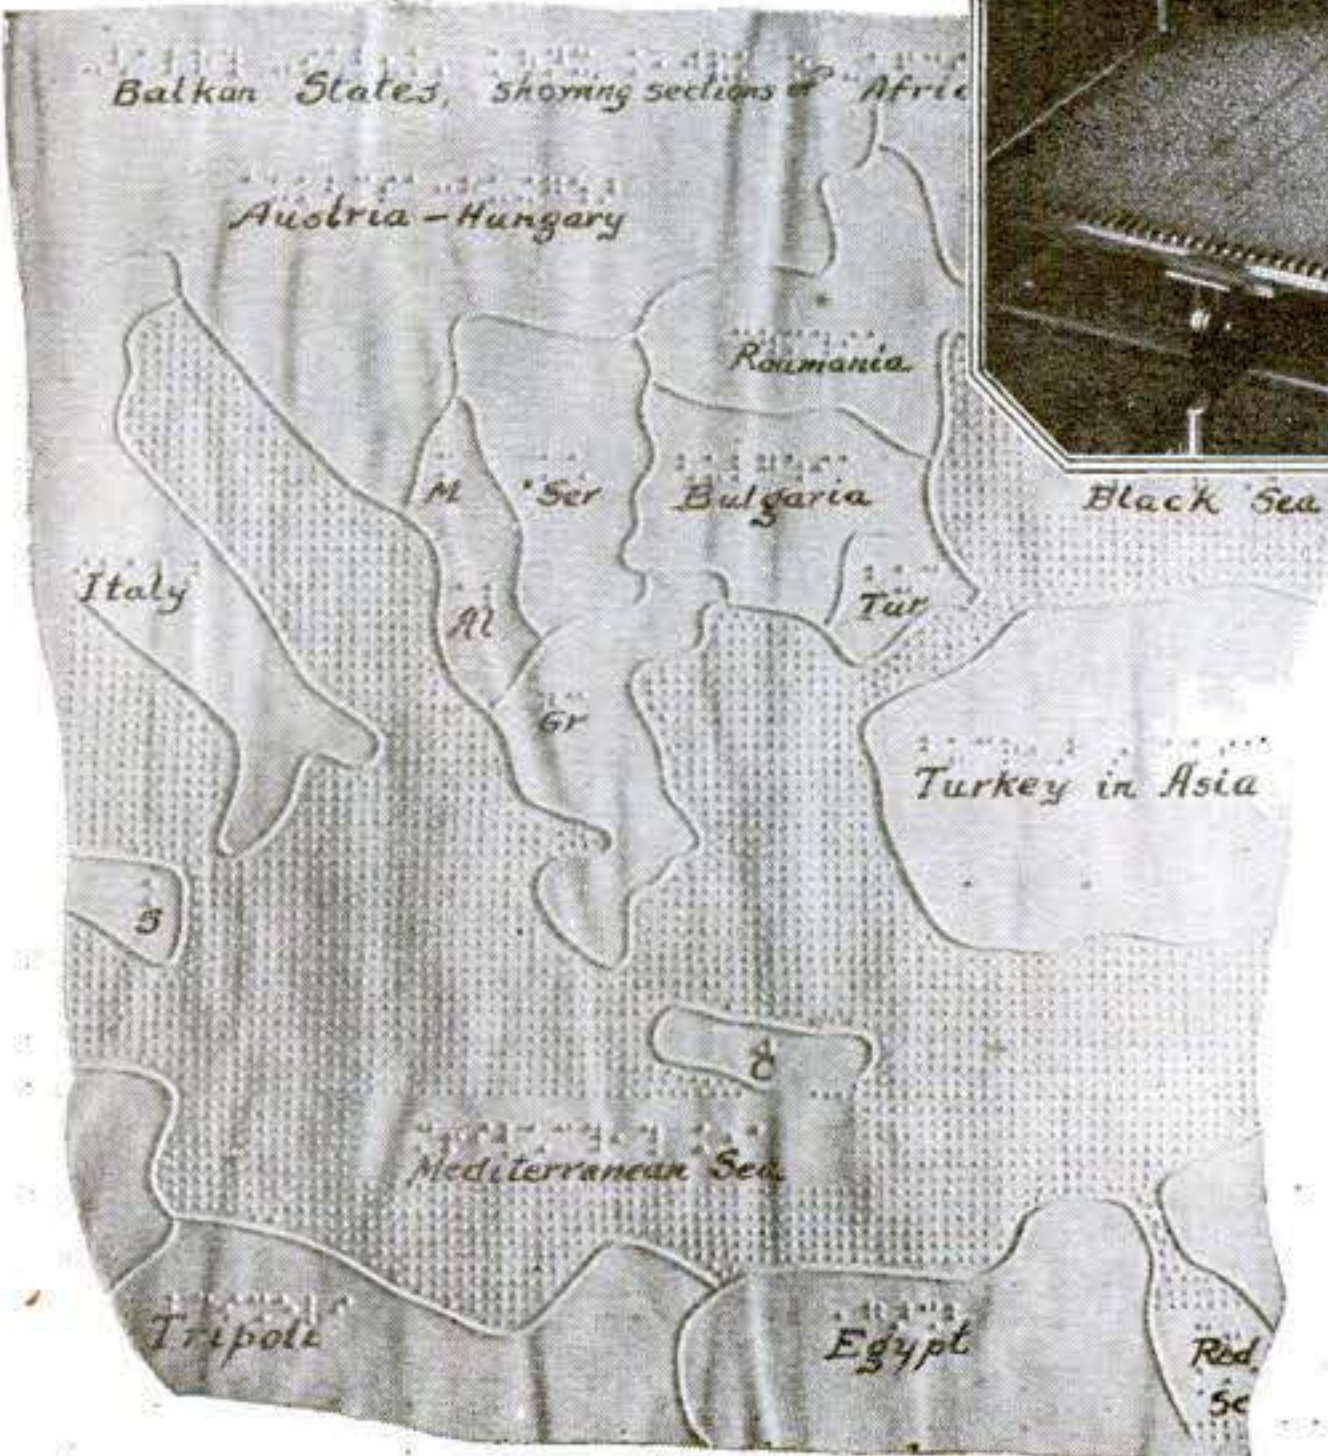 Balkan States, showing sections of Afric
Austria - Hungary
Roumania
M
Ser
Bulgaria
Black Sea
Italy
Al
Tur
Gr
Turkey in Asia
S
C
Mediterranean Sea
Tripoli
Egypt
Red
Se